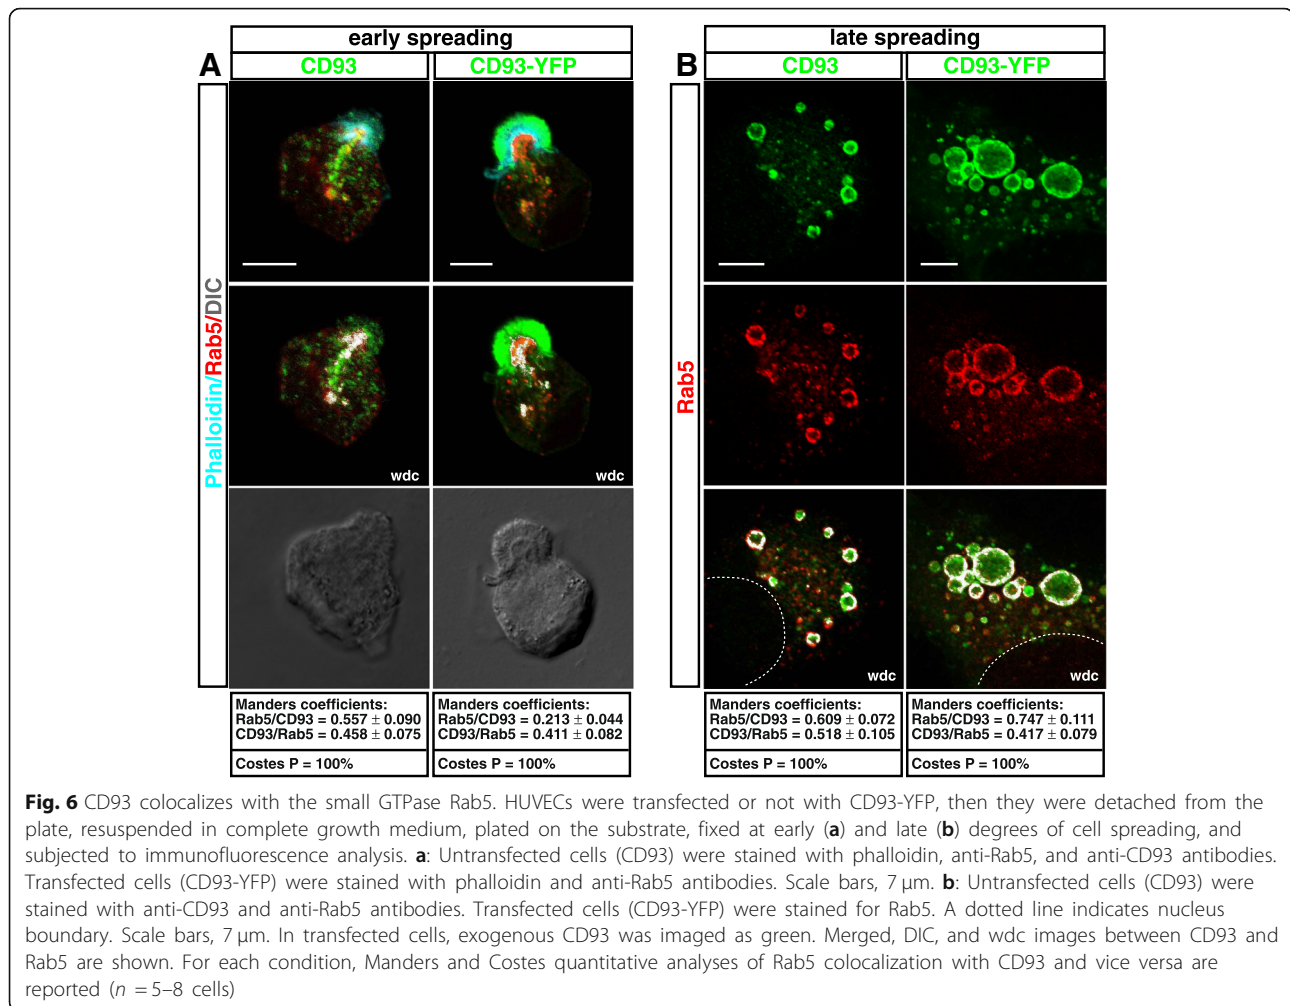 early spreading
A
CD93
CD93-YFP
Phalloidin/Rab5/DIC
wdc
wdc
Manders coefficients:
Rab5/CD93 = 0.557 ± 0.090
CD93/Rab5 = 0.458 ± 0.075
Costes P = 100%
Manders coefficients:
Rab5/CD93 = 0.213 ± 0.044
CD93/Rab5 = 0.411 ± 0.082
Costes P = 100%
late spreading
B
CD93
CD93-YFP
Rab5
wdc
wdc
Manders coefficients:
Rab5/CD93 = 0.609 ± 0.072
CD93/Rab5 = 0.518 ± 0.105
Costes P = 100%
Manders coefficients:
Rab5/CD93 = 0.747 ± 0.111
CD93/Rab5 = 0.417 ± 0.079
Costes P = 100%
Fig. 6 CD93 colocalizes with the small GTPase Rab5. HUVECs were transfected or not with CD93-YFP, then they were detached from the
plate, resuspended in complete growth medium, plated on the substrate, fixed at early (a) and late (b) degrees of cell spreading, and
subjected to immunofluorescence analysis. a: Untransfected cells (CD93) were stained with phalloidin, anti-Rab5, and anti-CD93 antibodies.
Transfected cells (CD93-YFP) were stained with phalloidin and anti-Rab5 antibodies. Scale bars, 7 μm. b: Untransfected cells (CD93) were
stained with anti-CD93 and anti-Rab5 antibodies. Transfected cells (CD93-YFP) were stained for Rab5. A dotted line indicates nucleus
boundary. Scale bars, 7 μm. In transfected cells, exogenous CD93 was imaged as green. Merged, DIC, and wdc images between CD93 and
Rab5 are shown. For each condition, Manders and Costes quantitative analyses of Rab5 colocalization with CD93 and vice versa are
reported (n = 5–8 cells)